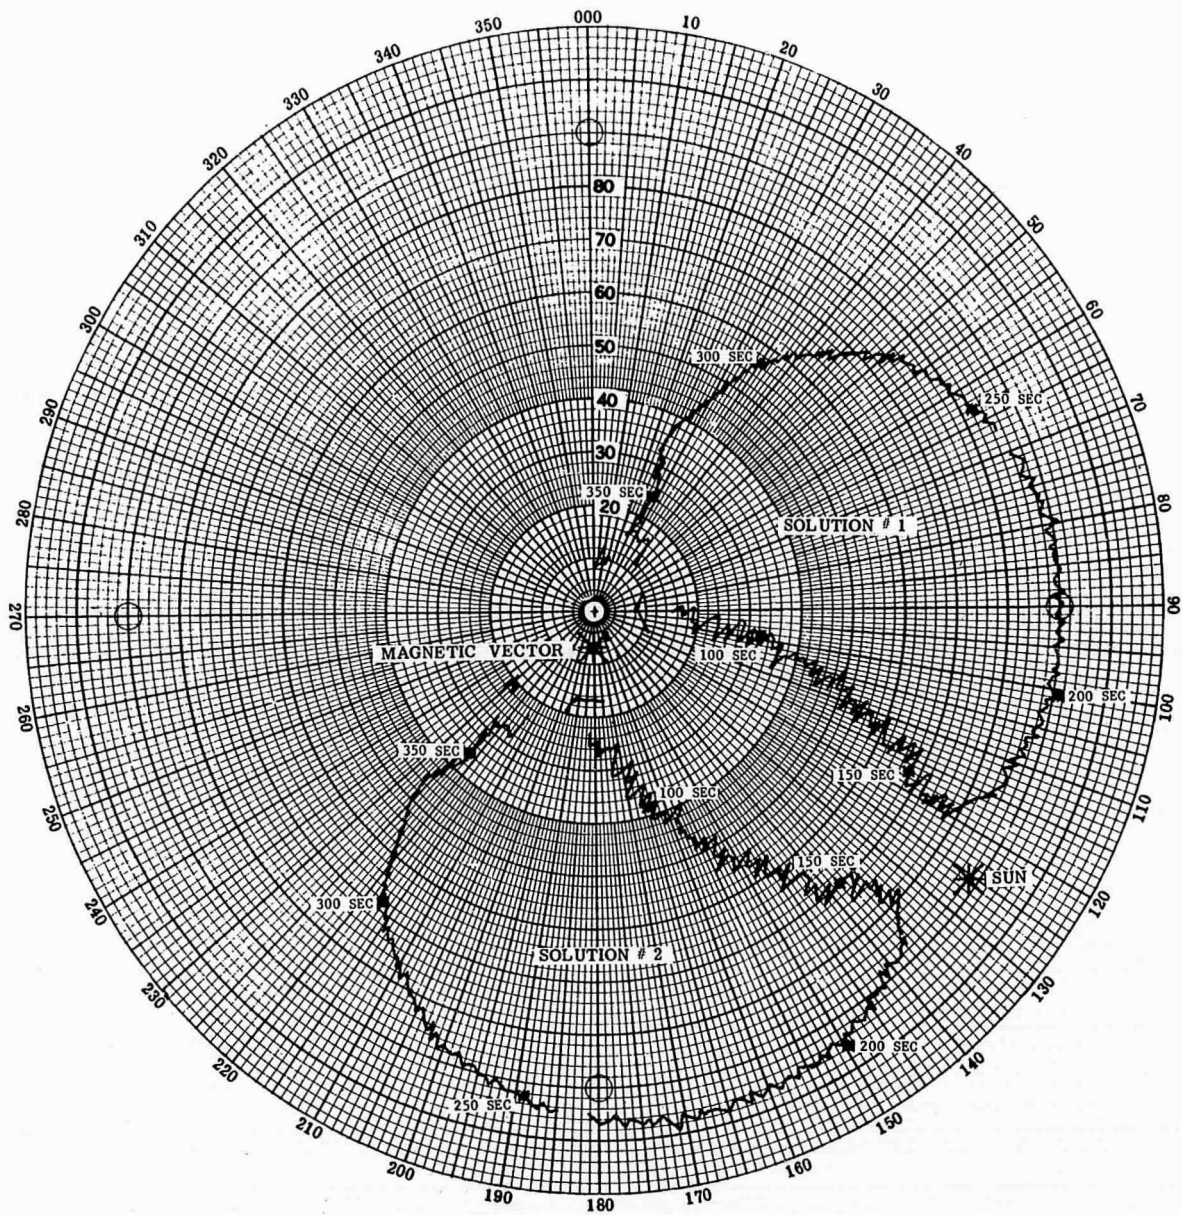 000
350
10
340
20
330
30
320
40
310
50
300
60
290
70
280
80
270
90
260
100
250
110
240
120
230
130
220
140
210
150
200
160
190
170
180
80
70
60
50
40
30
20
300 SEC
250 SEC
350 SEC
SOLUTION # 1
MAGNETIC VECTOR
100 SEC
200 SEC
150 SEC
350 SEC
100 SEC
150 SEC
SUN
300 SEC
SOLUTION # 2
200 SEC
250 SEC